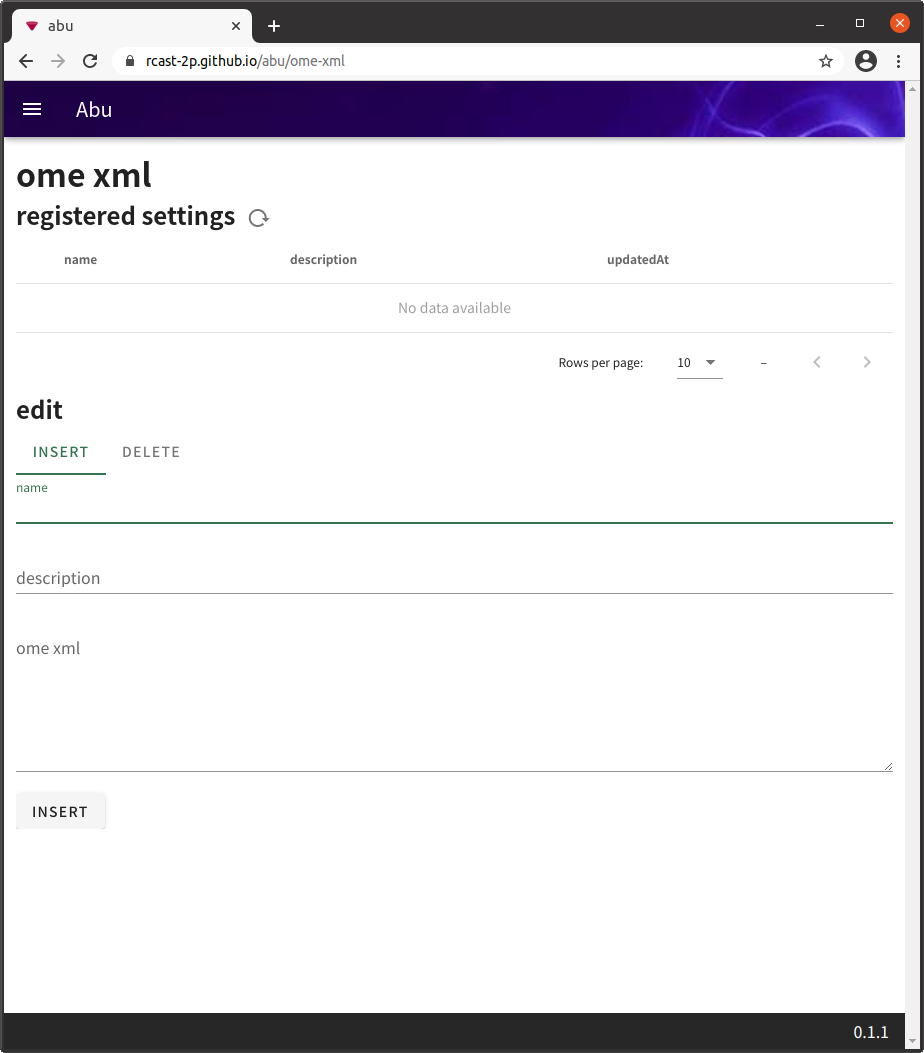 abu
rcast-2p.github.io/abu/ome-xml
Abu
ome xml
registered settings
name description updatedAt
No data available
Rows per page: 10 –
edit
INSERT DELETE
name
description
ome xml
INSERT
0.1.1